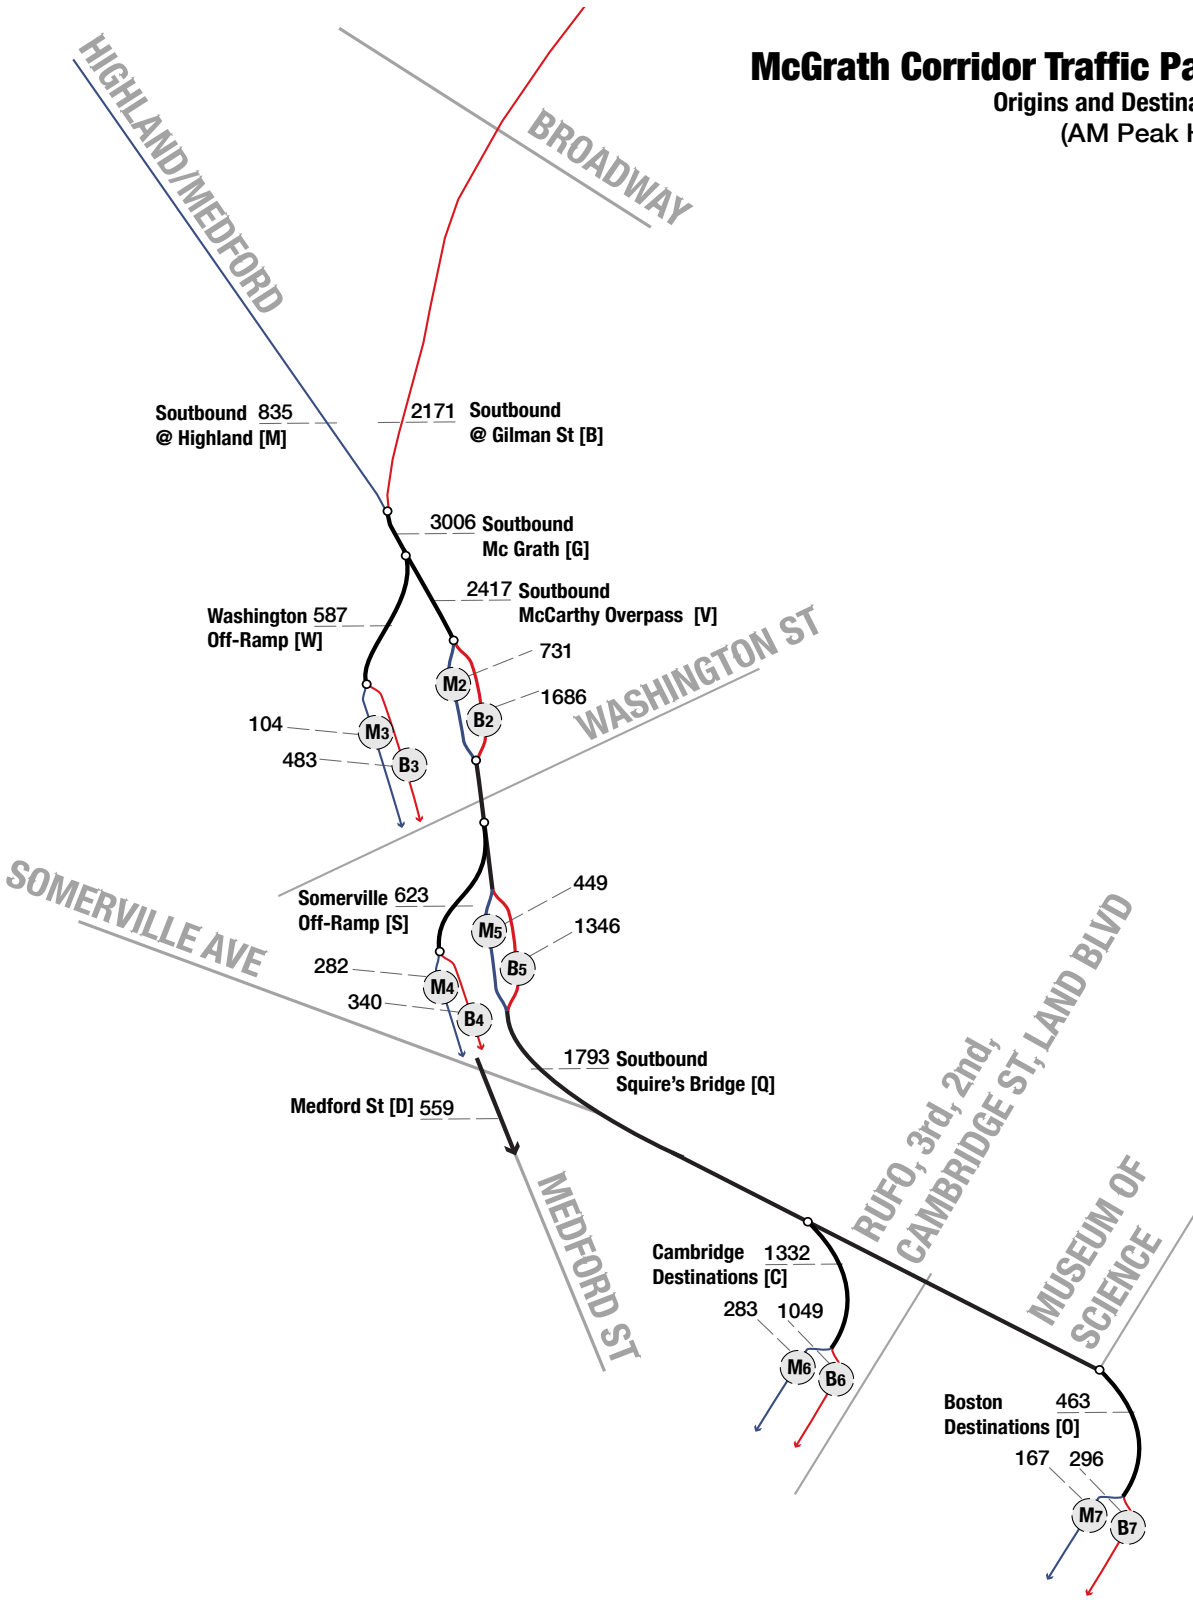 McGrath Corridor Traffic Pa
Origins and Destina
(AM Peak H
HIGHLAND/MEDFORD
BROADWAY
Soutbound 835
@ Highland [M]
2171 Soutbound
@ Gilman St [B]
3006 Soutbound
Mc Grath [G]
2417 Soutbound
McCarthy Overpass [V]
Washington 587
Off-Ramp [W]
731
M2
1686
B2
WASHINGTON ST
104
M3
483
B3
SOMERVILLE AVE
Somerville 623
Off-Ramp [S]
449
M5
1346
B5
282
M4
340
B4
1793 Soutbound
Squire's Bridge [Q]
Medford St [D] 559
MEDFORD ST
RUFO, 3rd, 2nd,
CAMBRIDGE ST, LAND BLVD
MUSEUM OF
SCIENCE
Cambridge 1332
Destinations [C]
283 1049
M6 B6
Boston 463
Destinations [O]
167 296
M7 B7